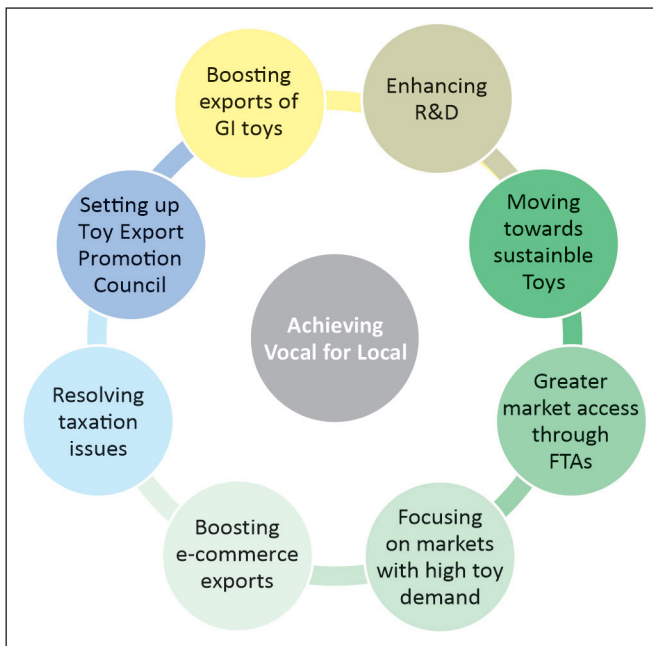 Boosting
exports of
GI toys
Enhancing
R&D
Moving
towards
sustainble
Toys
Greater
market access
through
FTAs
Focusing
on markets
with high toy
demand
Boosting
e-commerce
exports
Resolving
taxation
issues
Setting up
Toy Export
Promotion
Council
Achieving
Vocal for Local